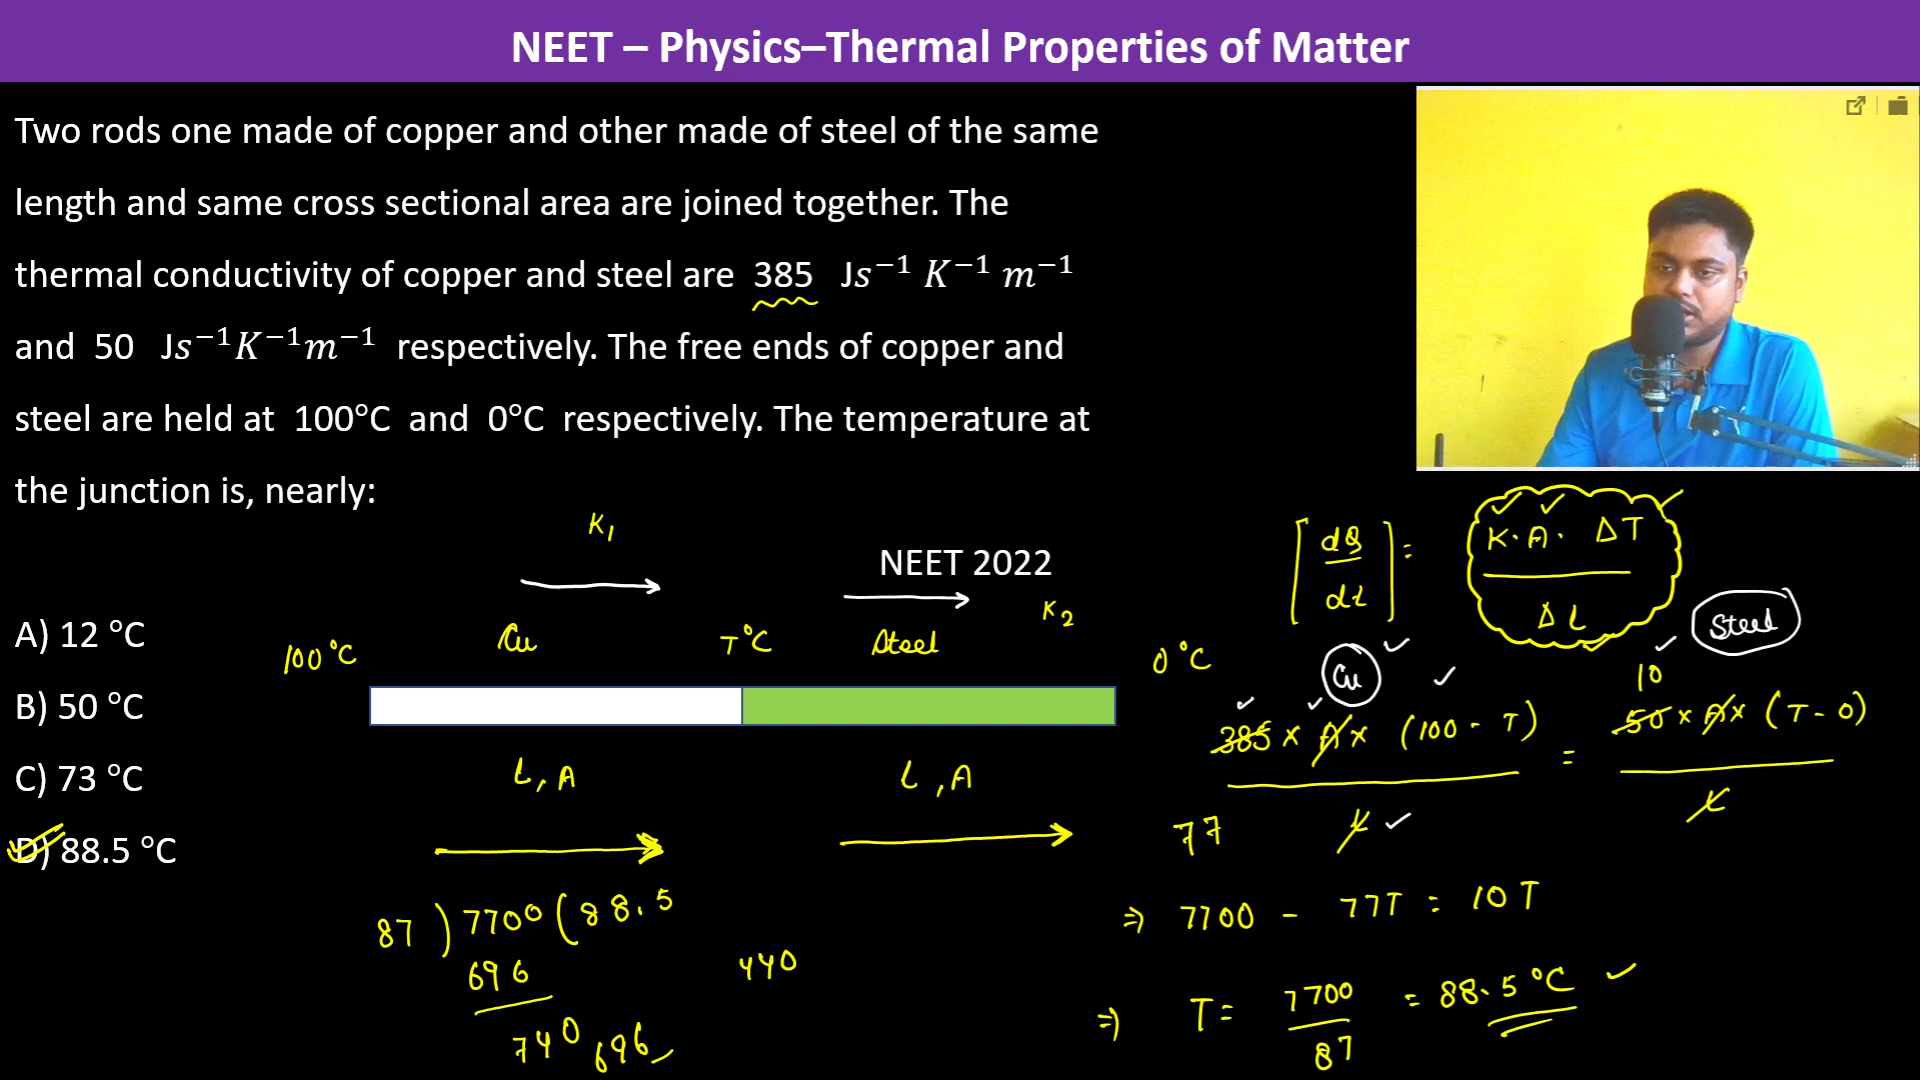 NEET – Physics–Thermal Properties of Matter
Two rods one made of copper and other made of steel of the same
length and same cross sectional area are joined together. The
thermal conductivity of copper and steel are 385 Js⁻¹ K⁻¹ m⁻¹
and 50 Js⁻¹K⁻¹m⁻¹ respectively. The free ends of copper and
steel are held at 100°C and 0°C respectively. The temperature at
the junction is, nearly:
NEET 2022
A) 12 °C
B) 50 °C
C) 73 °C
D) 88.5 °C
K₁
K₂
100°C Cu T°C Steel 0°C
L, A L, A
87 ) 7700 ( 88.5
696
740
696
440
[dQ/dt] = K·A·ΔT / ΔL
Cu Steel
385 × A × (100 - T) / L = 50 × A × (T - 0) / L
77 10
⇒ 7700 - 77T = 10T
⇒ T = 7700 / 87 = 88.5°C